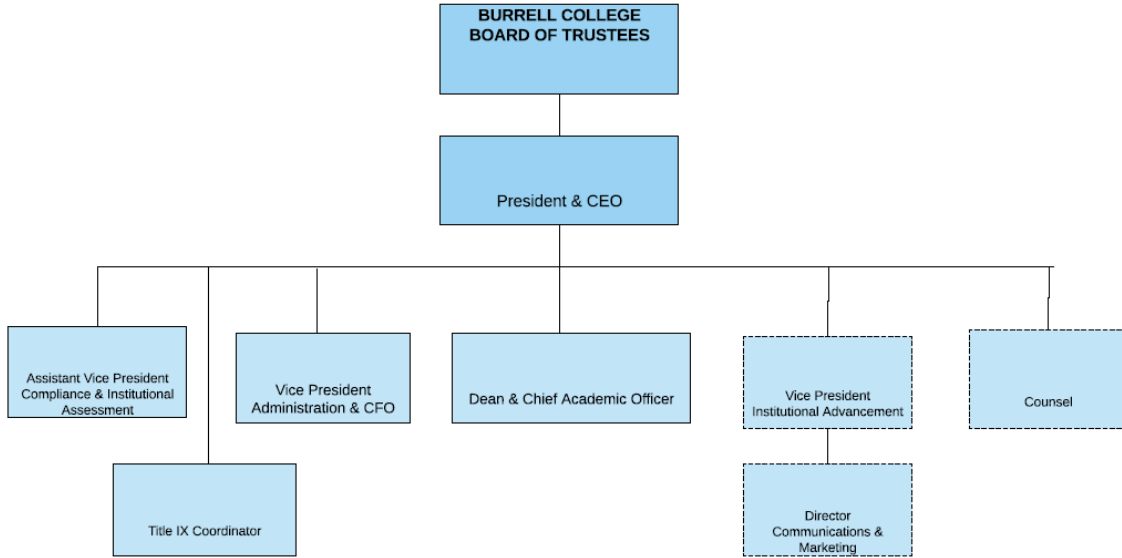 BURRELL COLLEGE
BOARD OF TRUSTEES
President & CEO
Assistant Vice President
Compliance & Institutional
Assessment
Vice President
Administration & CFO
Dean & Chief Academic Officer
Vice President
Institutional Advancement
Counsel
Title IX Coordinator
Director
Communications &
Marketing